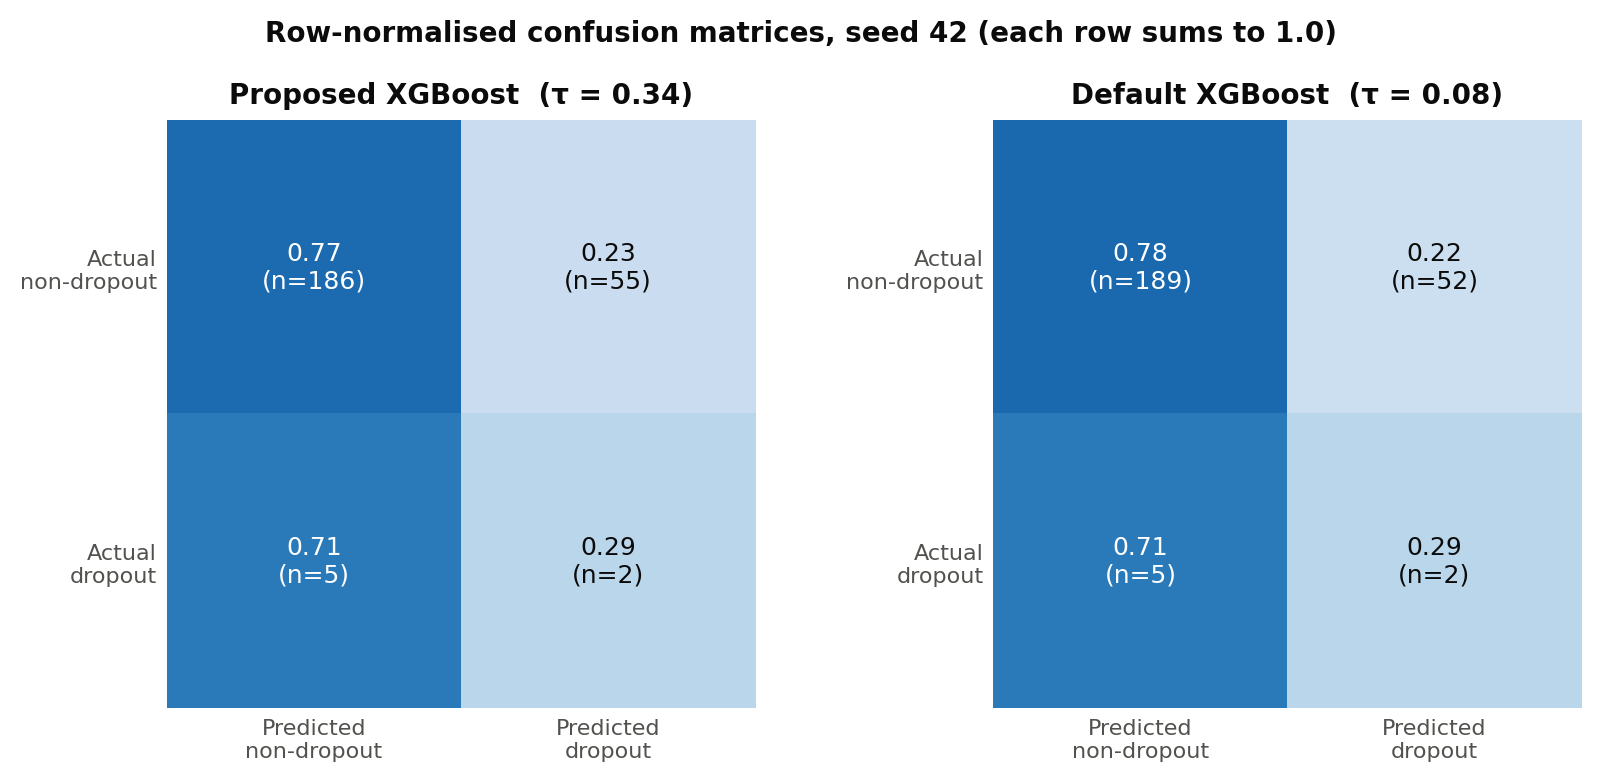 Row-normalised confusion matrices, seed 42 (each row sums to 1.0)
Proposed XGBoost (τ = 0.34)
Actual
non-dropout
0.77
(n=186)
0.23
(n=55)
Actual
dropout
0.71
(n=5)
0.29
(n=2)
Predicted
non-dropout
Predicted
dropout
Default XGBoost (τ = 0.08)
Actual
non-dropout
0.78
(n=189)
0.22
(n=52)
Actual
dropout
0.71
(n=5)
0.29
(n=2)
Predicted
non-dropout
Predicted
dropout